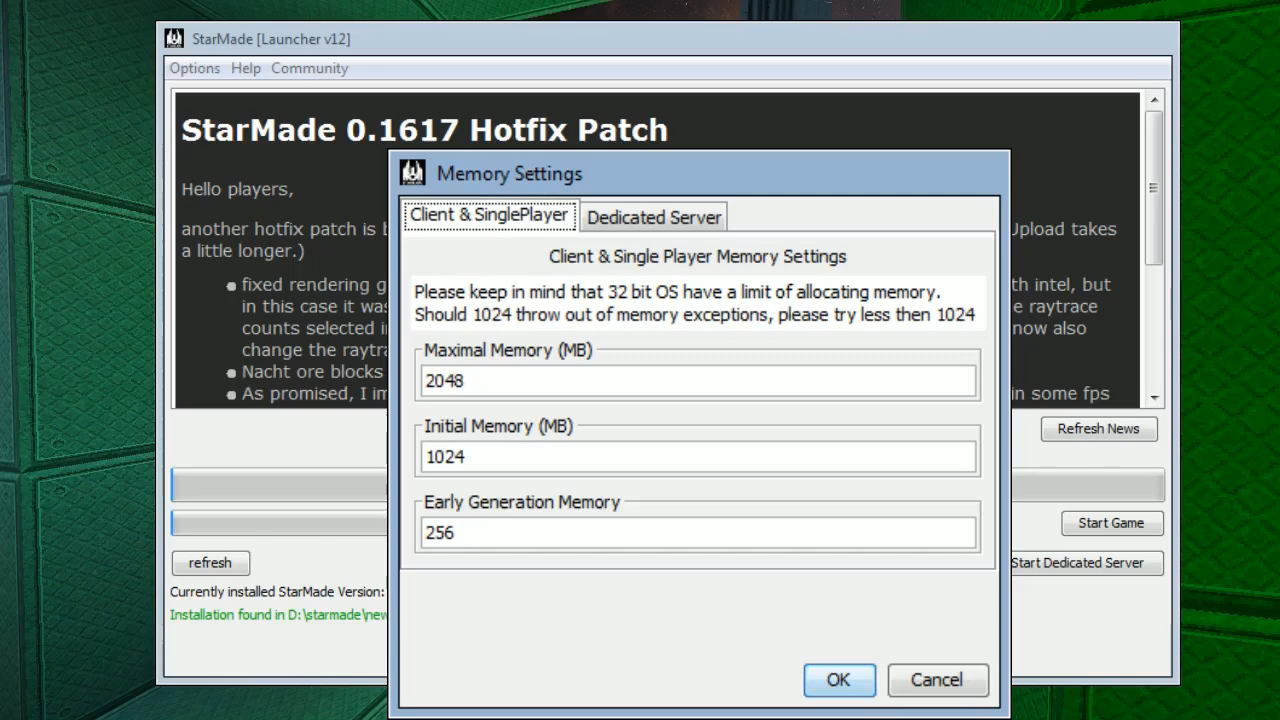 StarMade [Launcher v12]
Options Help Community
StarMade 0.1617 Hotfix Patch
Hello players,
another hotfix patch is
Upload takes
a little longer.)
fixed rendering
th intel, but
in this case it
e raytrace
counts selected
now also
change the
Nacht ore blocks
As promised, I
in some fps
Refresh News
Start Game
refresh
Start Dedicated Server
Currently installed StarMade Version:
Installation found in D:\starmade\new
Memory Settings
Client & SinglePlayer
Dedicated Server
Client & Single Player Memory Settings
Please keep in mind that 32 bit OS have a limit of allocating memory.
Should 1024 throw out of memory exceptions, please try less then 1024
Maximal Memory (MB)
2048
Initial Memory (MB)
1024
Early Generation Memory
256
OK
Cancel